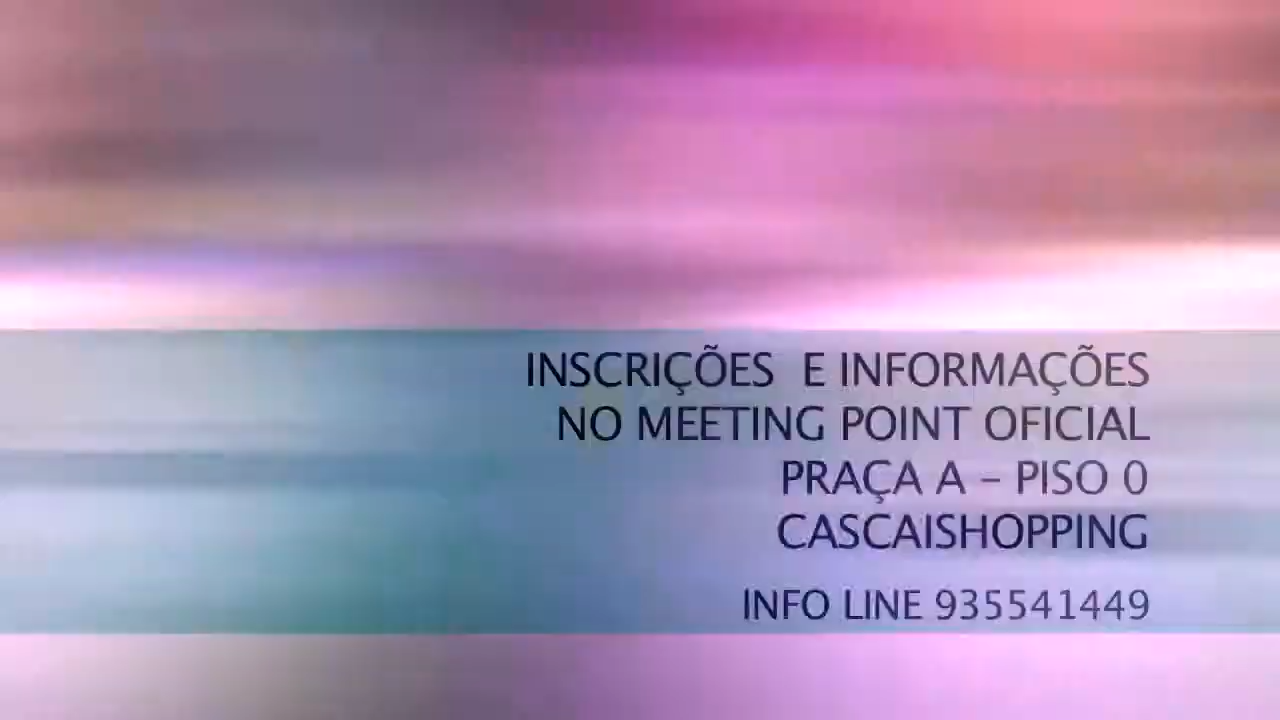 INSCRIÇÕES E INFORMAÇÕES
NO MEETING POINT OFICIAL
PRAÇA A – PISO 0
CASCAISHOPPING
INFO LINE 935541449